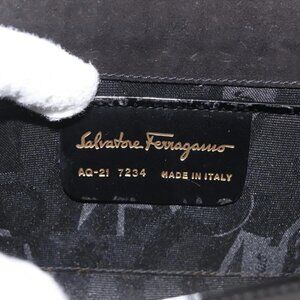 Salvatore Ferragamo
AQ-21 7234 MADE IN ITALY